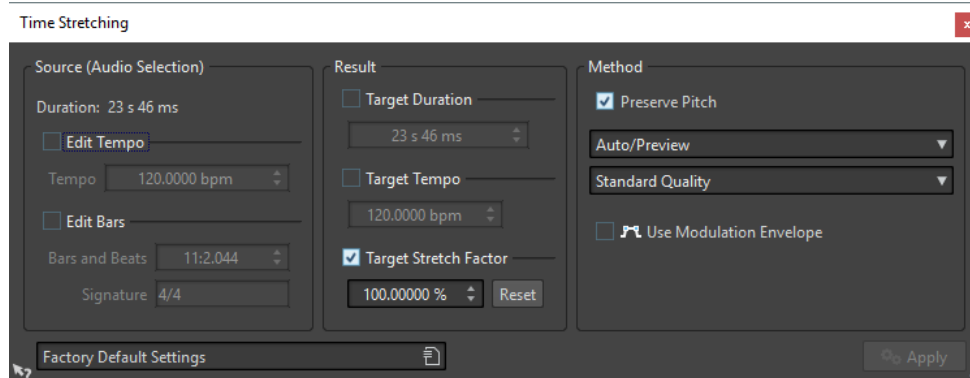 Time Stretching
Source (Audio Selection)
Duration: 23 s 46 ms
Edit Tempo
Tempo 120.0000 bpm
Edit Bars
Bars and Beats 11:2.044
Signature 4/4
Result
Target Duration
23 s 46 ms
Target Tempo
120.0000 bpm
Target Stretch Factor
100.00000 % Reset
Method
Preserve Pitch
Auto/Preview
Standard Quality
Use Modulation Envelope
Factory Default Settings
Apply